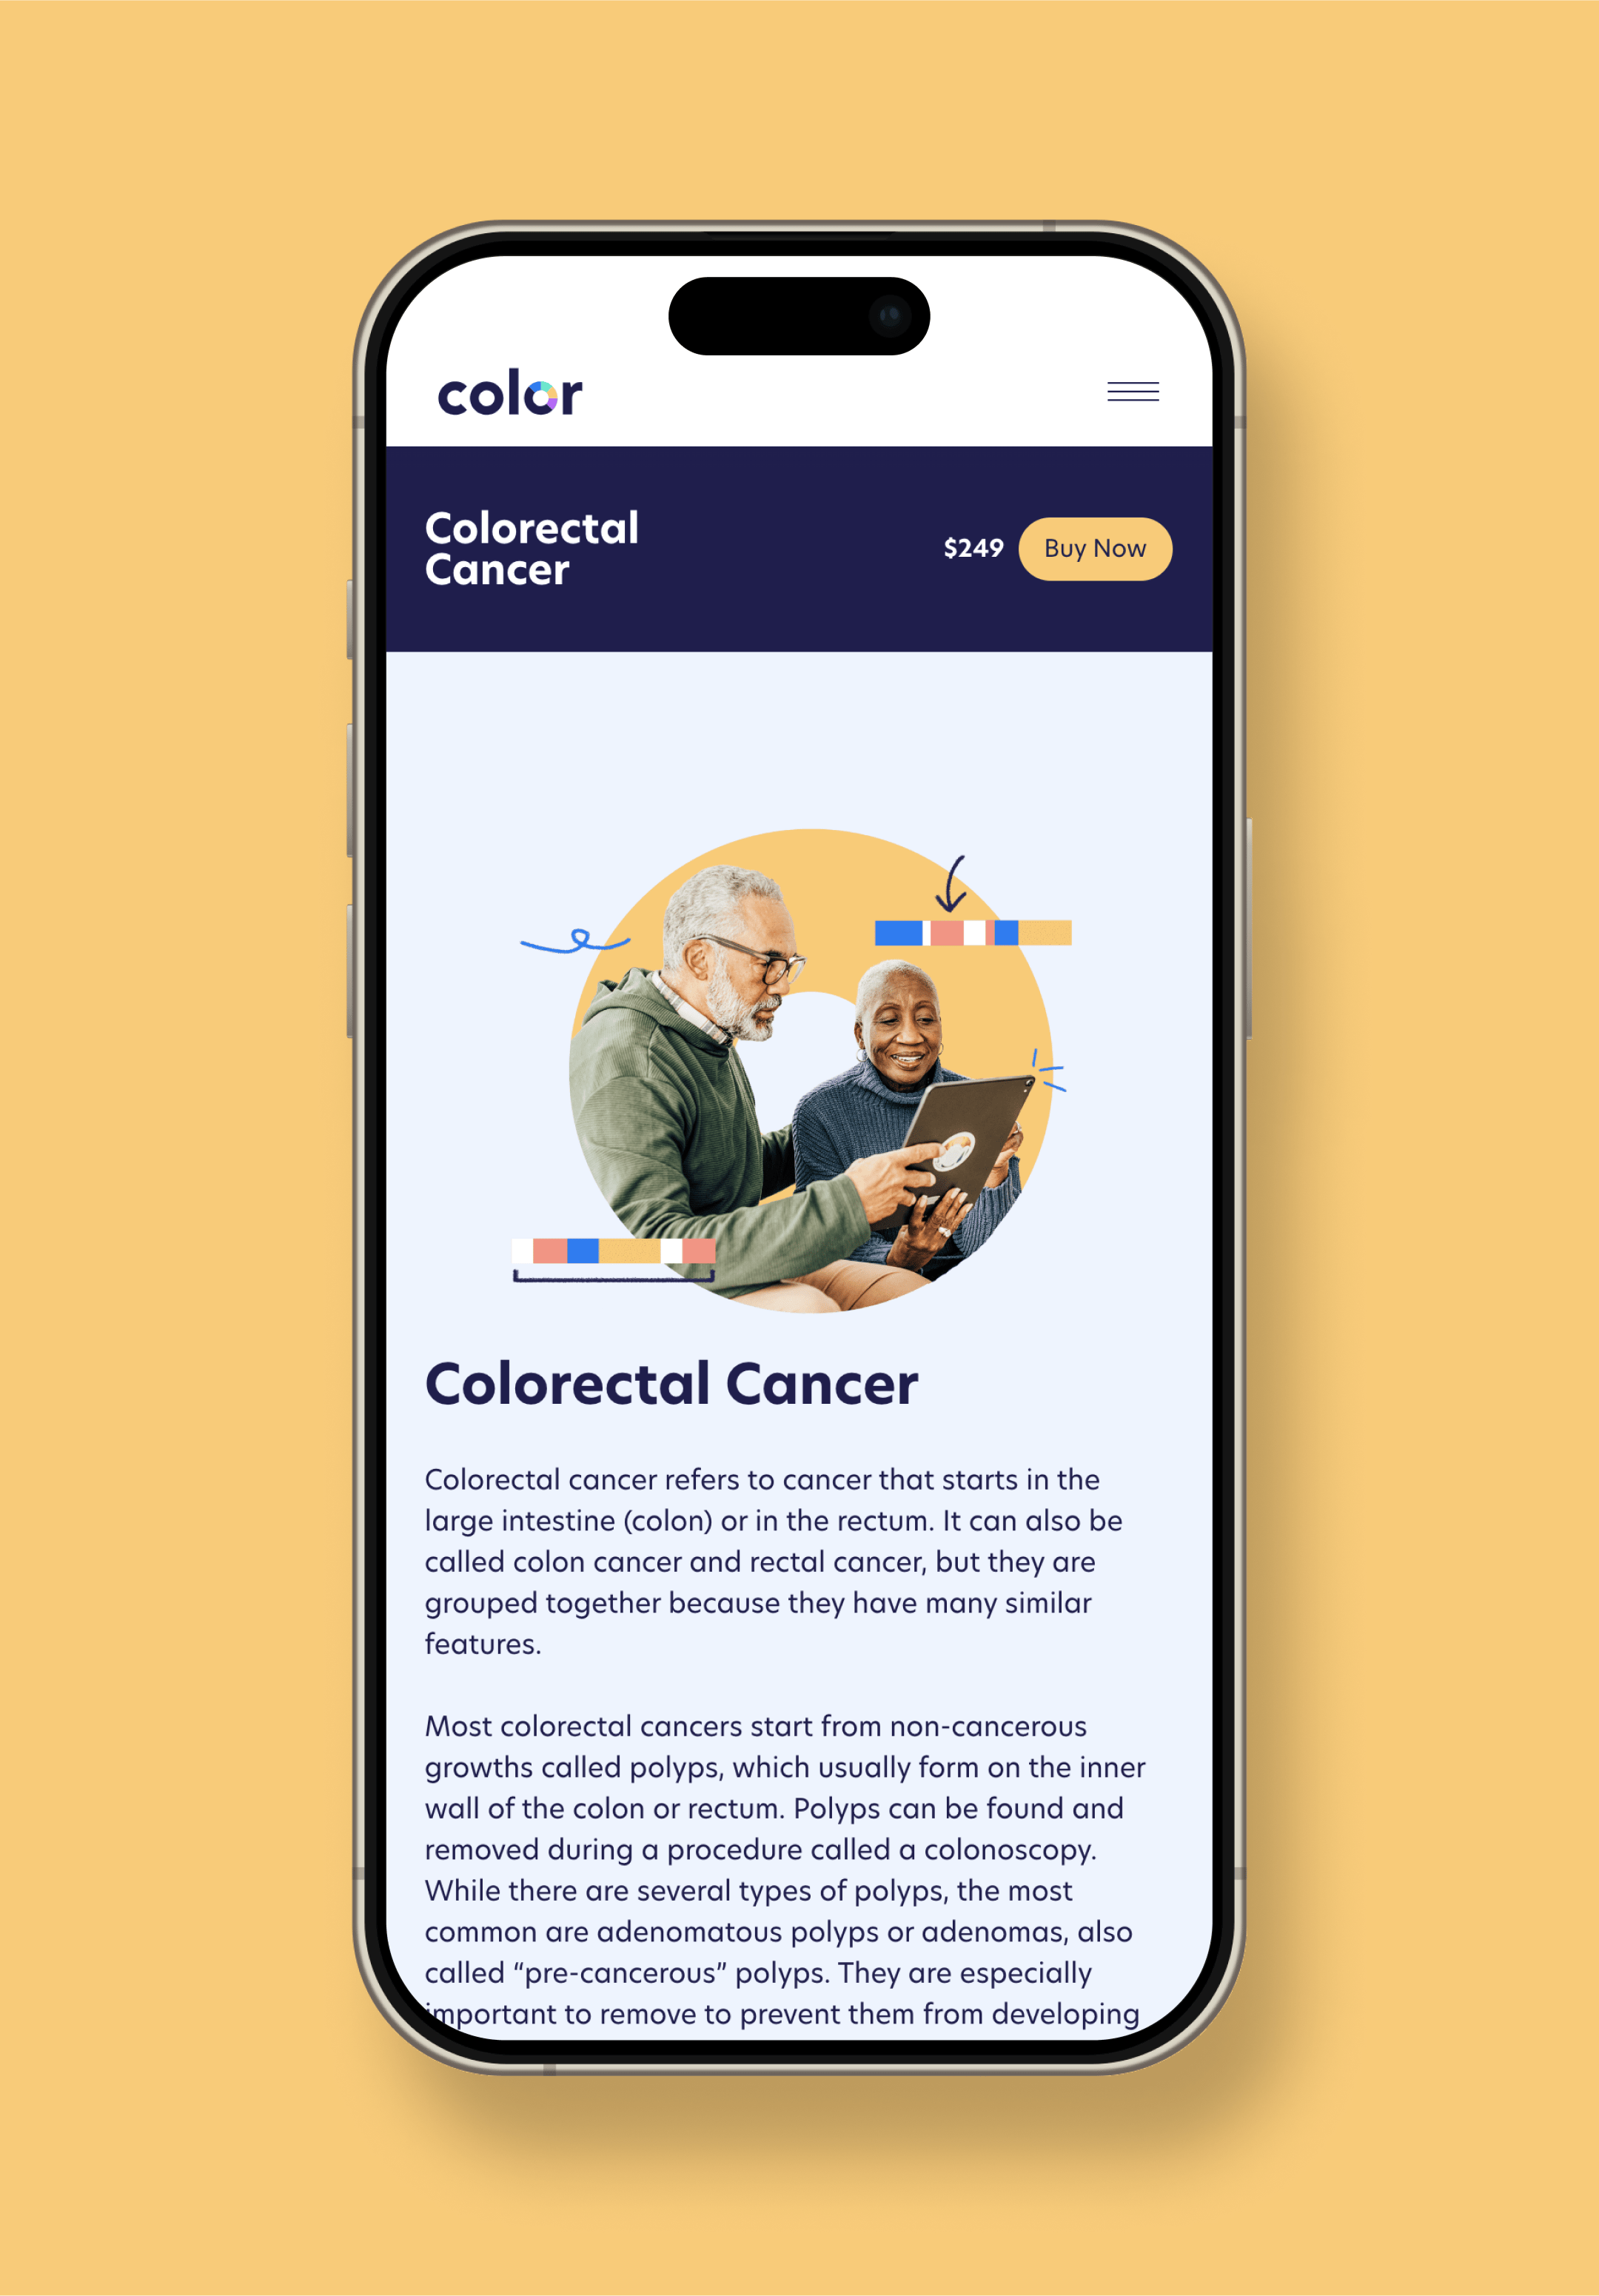 color
Colorectal
Cancer
$249
Buy Now
Colorectal Cancer
Colorectal cancer refers to cancer that starts in the
large intestine (colon) or in the rectum. It can also be
called colon cancer and rectal cancer, but they are
grouped together because they have many similar
features.
Most colorectal cancers start from non-cancerous
growths called polyps, which usually form on the inner
wall of the colon or rectum. Polyps can be found and
removed during a procedure called a colonoscopy.
While there are several types of polyps, the most
common are adenomatous polyps or adenomas, also
called “pre-cancerous” polyps. They are especially
important to remove to prevent them from developing